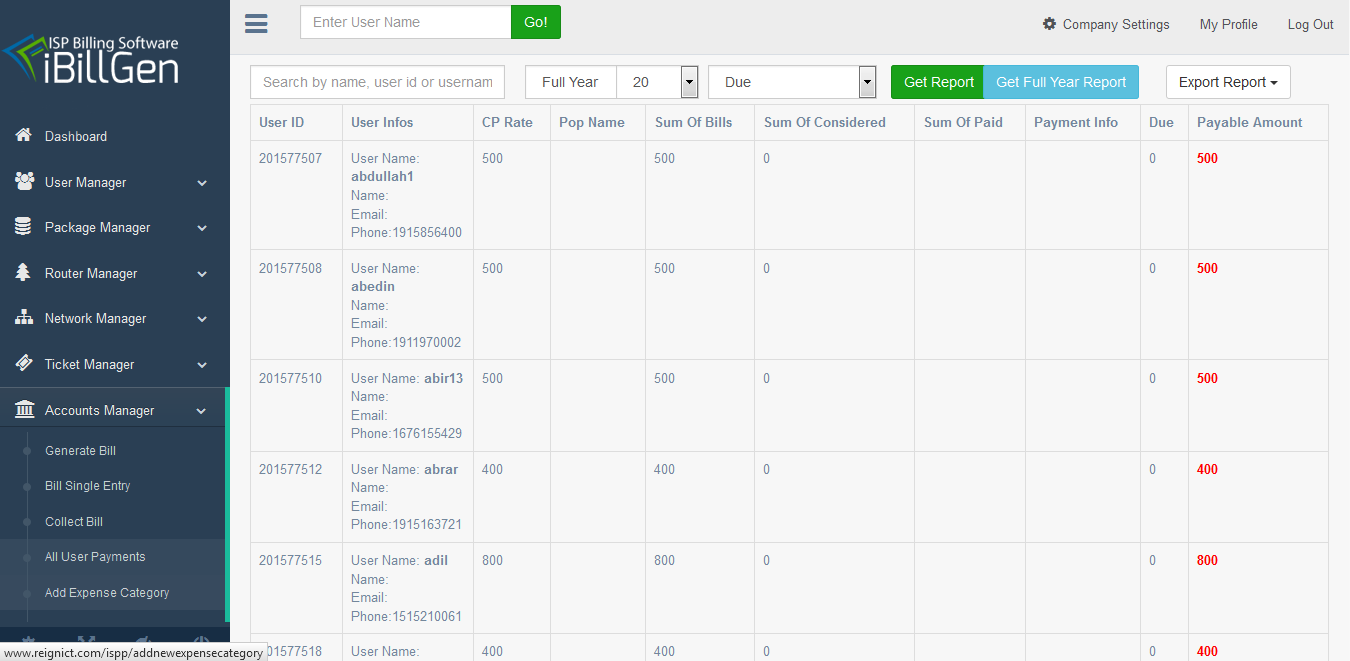 ISP Billing Software
iBillGen
Enter User Name Go! Company Settings My Profile Log Out
Search by name, user id or usernam Full Year 20 Due Get Report Get Full Year Report Export Report
Dashboard
User Manager
Package Manager
Router Manager
Network Manager
Ticket Manager
Accounts Manager
Generate Bill
Bill Single Entry
Collect Bill
All User Payments
Add Expense Category
www.reignict.com/ispp/addnewexpensecategory
User ID User Infos CP Rate Pop Name Sum Of Bills Sum Of Considered Sum Of Paid Payment Info Due Payable Amount
201577507 User Name: 500 500 0 0 500
abdullah1
Name:
Email:
Phone:1915856400
201577508 User Name: 500 500 0 0 500
abedin
Name:
Email:
Phone:1911970002
201577510 User Name: abir13 500 500 0 0 500
Name:
Email:
Phone:1676155429
201577512 User Name: abrar 400 400 0 0 400
Name:
Email:
Phone:1915163721
201577515 User Name: adil 800 800 0 0 800
Name:
Email:
Phone:1515210061
01577518 User Name: 400 400 0 0 400